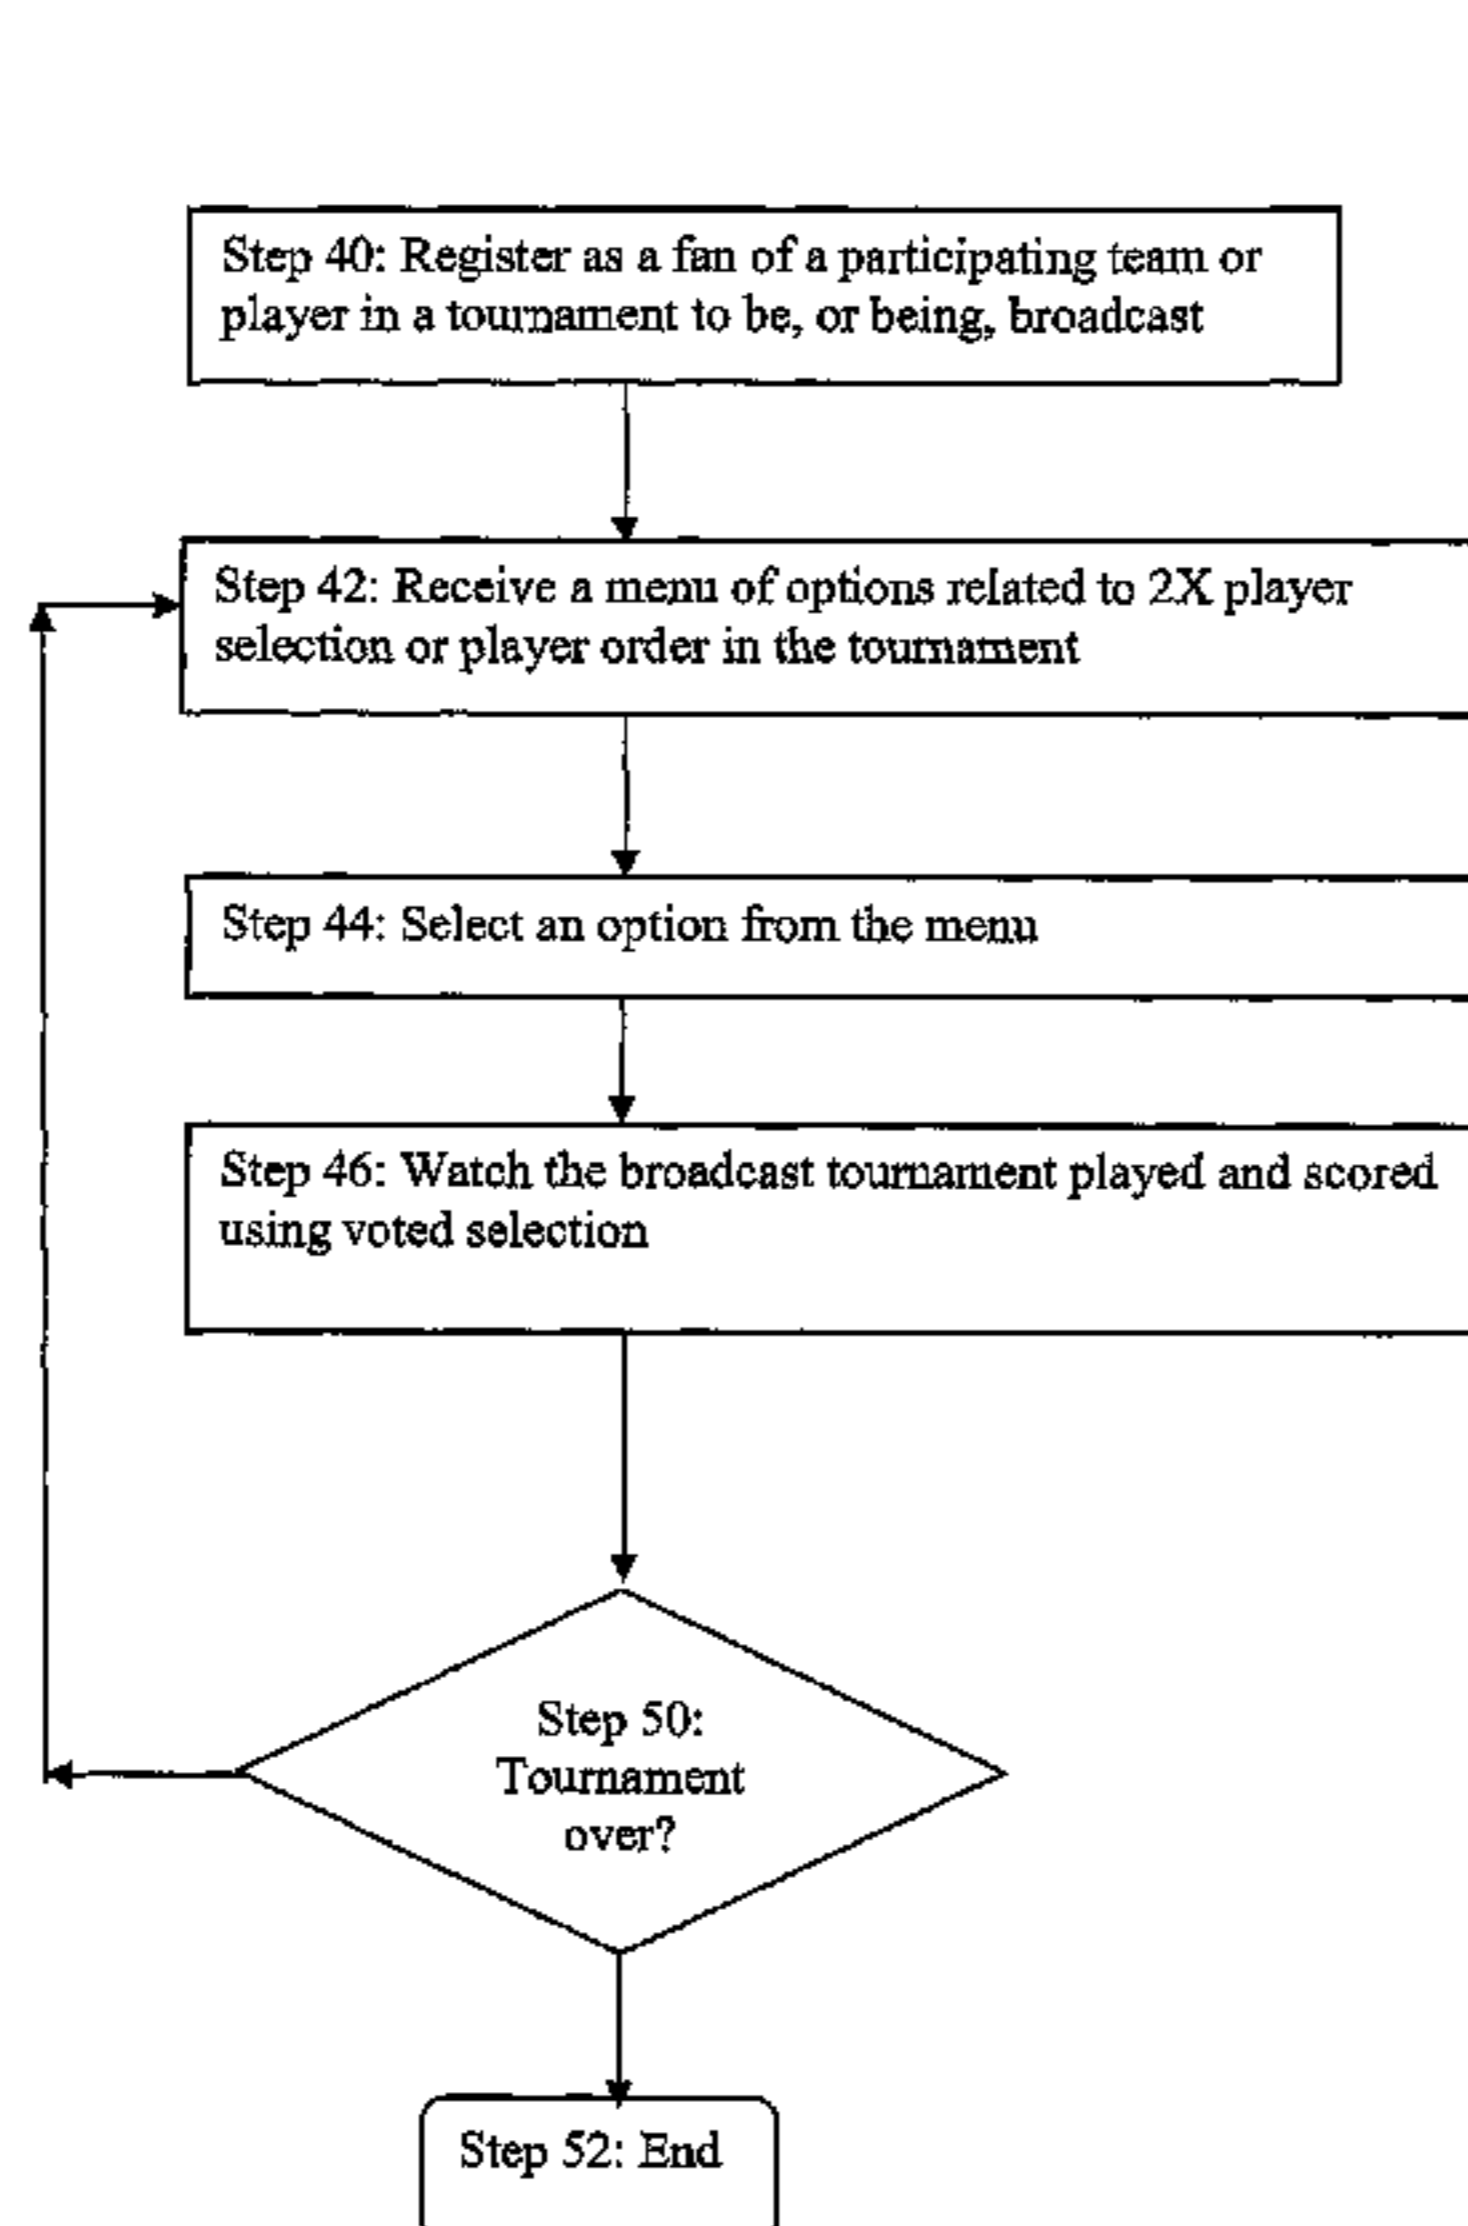 Step 40: Register as a fan of a participating team or
player in a tournament to be, or being, broadcast
Step 42: Receive a menu of options related to 2X player
selection or player order in the tournament
Step 44: Select an option from the menu
Step 46: Watch the broadcast tournament played and scored
using voted selection
Step 50:
Tournament
over?
Step 52: End